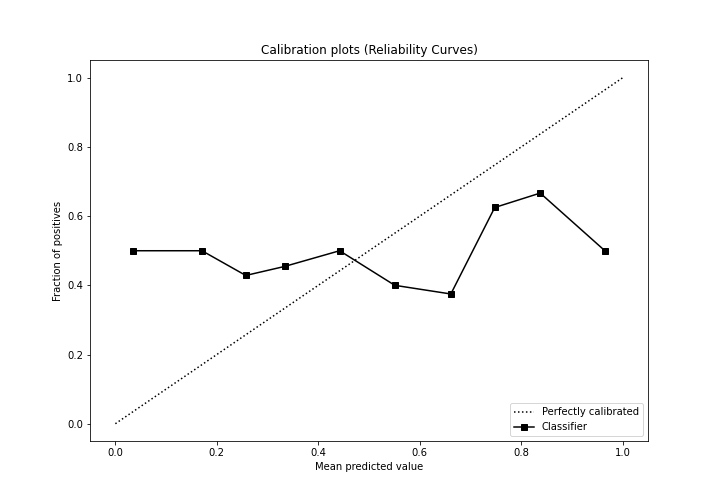 Calibration plots (Reliability Curves)
1.0
0.8
0.6
0.4
0.2
0.0
Fraction of positives
0.0 0.2 0.4 0.6 0.8 1.0
Mean predicted value
Perfectly calibrated
Classifier